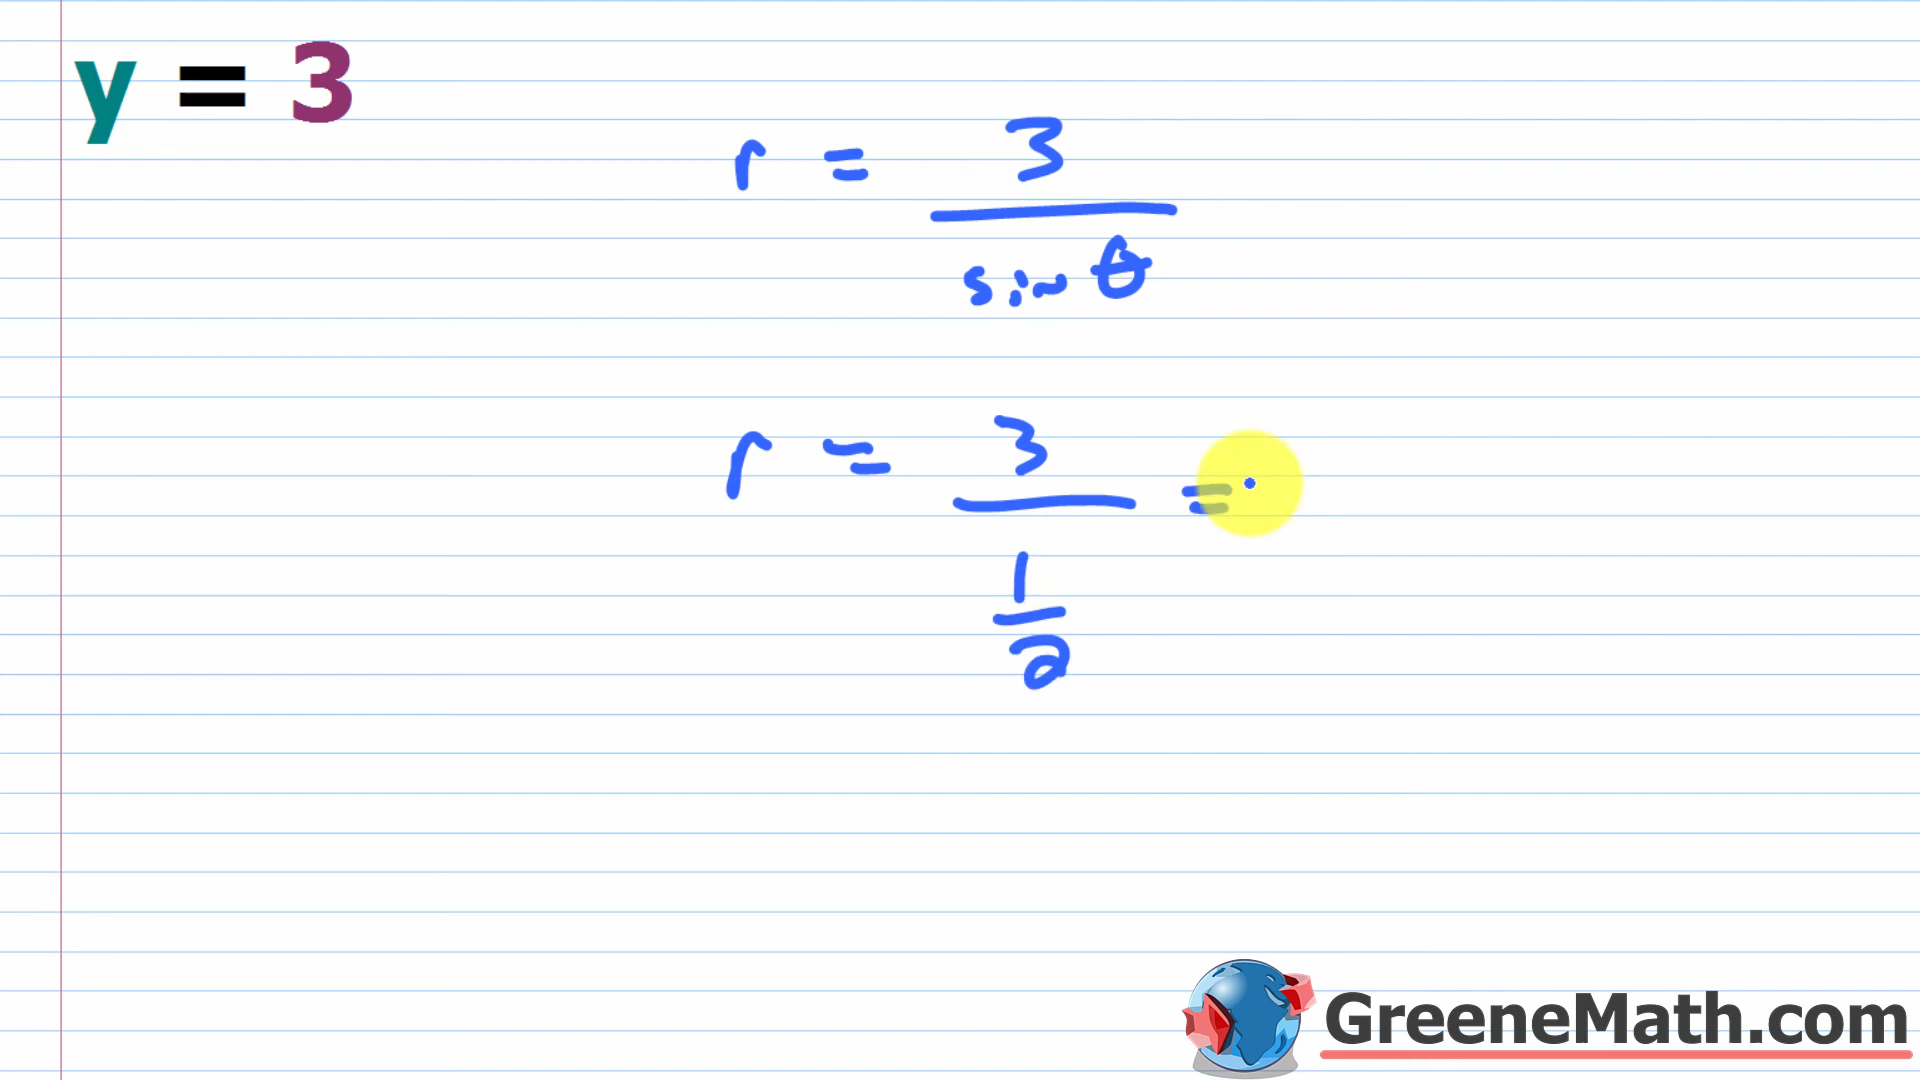 y = 3
r = 3
sin θ
r = 3 =
1
2
GreeneMath.com